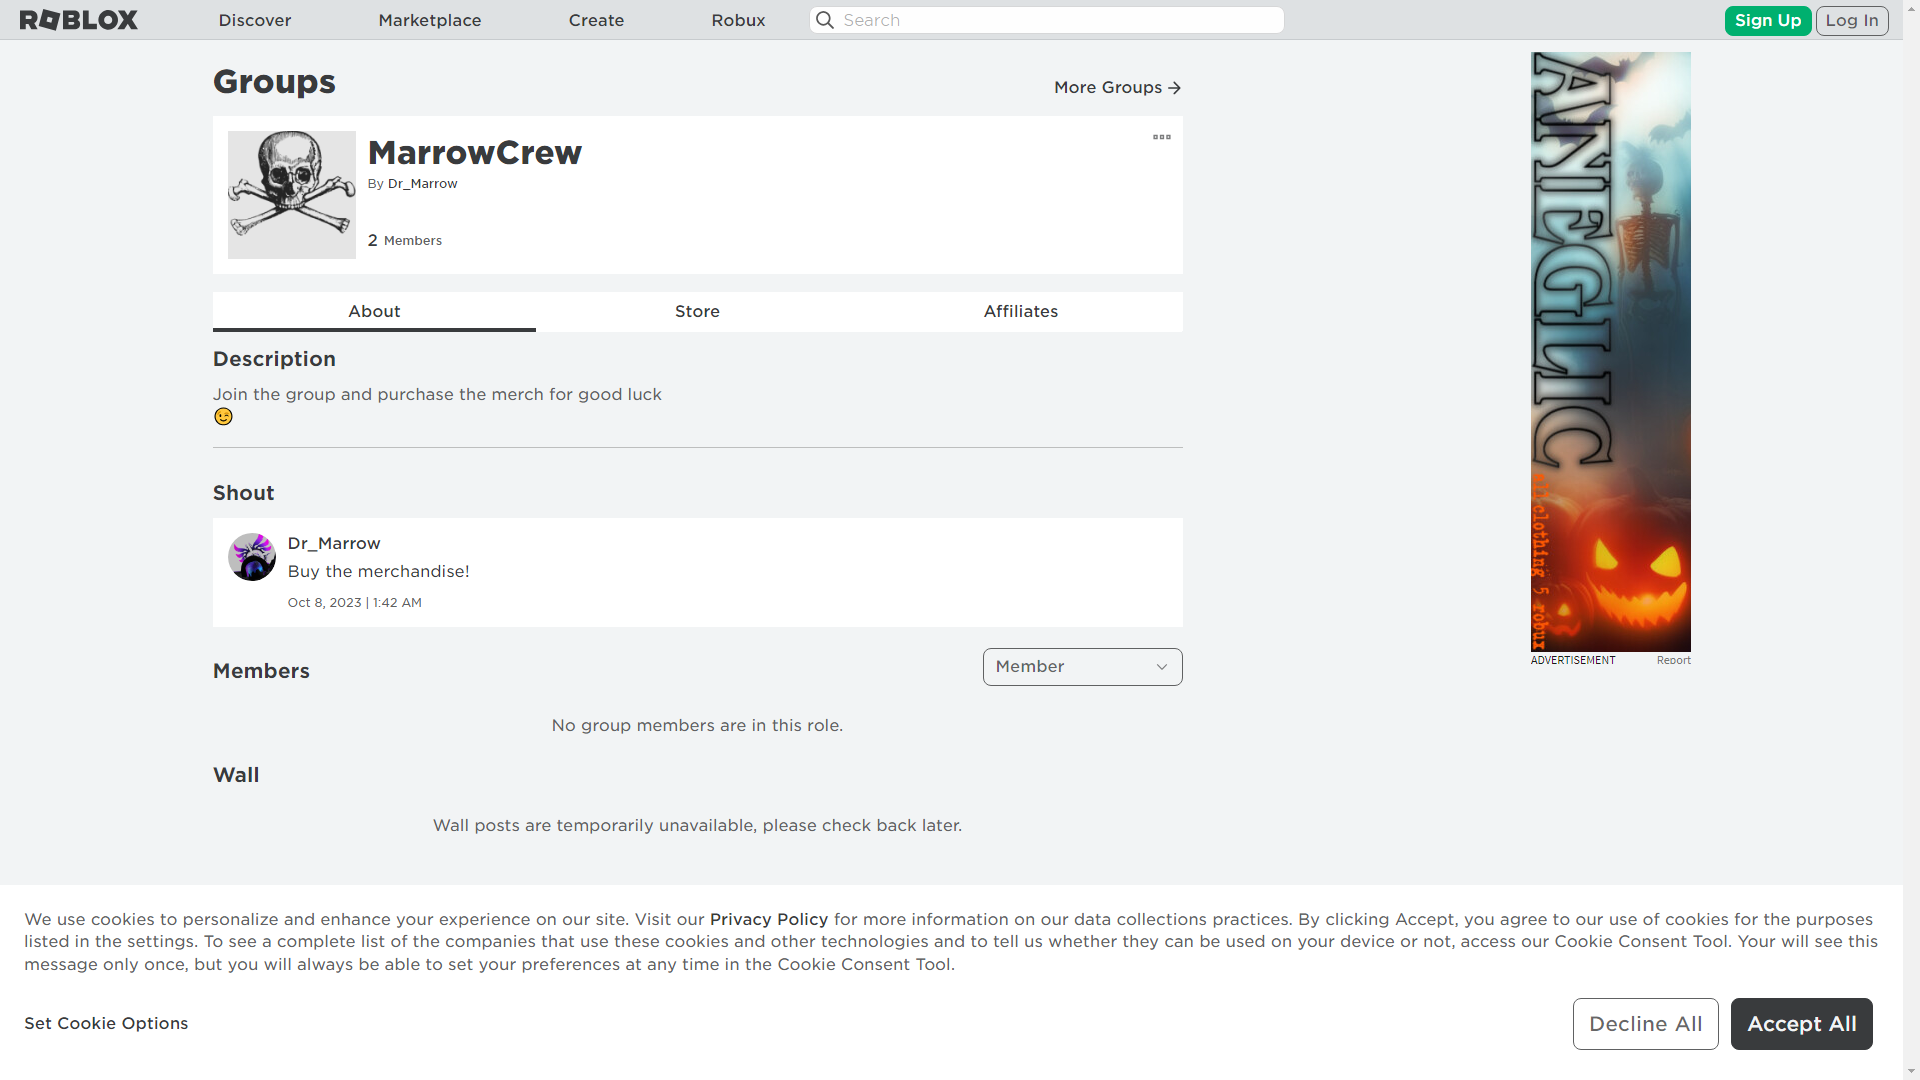 ROBLOX
Discover
Marketplace
Create
Robux
Search
Sign Up
Log In
Groups
More Groups
MarrowCrew
By Dr_Marrow
2 Members
About
Store
Affiliates
Description
Join the group and purchase the merch for good luck
😉
Shout
Dr_Marrow
Buy the merchandise!
Oct 8, 2023 | 1:42 AM
Members
Member
No group members are in this role.
Wall
Wall posts are temporarily unavailable, please check back later.
ANEGLIC
all clothing 5 robux
ADVERTISEMENT
Report
We use cookies to personalize and enhance your experience on our site. Visit our Privacy Policy for more information on our data collections practices. By clicking Accept, you agree to our use of cookies for the purposes
listed in the settings. To see a complete list of the companies that use these cookies and other technologies and to tell us whether they can be used on your device or not, access our Cookie Consent Tool. Your will see this
message only once, but you will always be able to set your preferences at any time in the Cookie Consent Tool.
Set Cookie Options
Decline All
Accept All